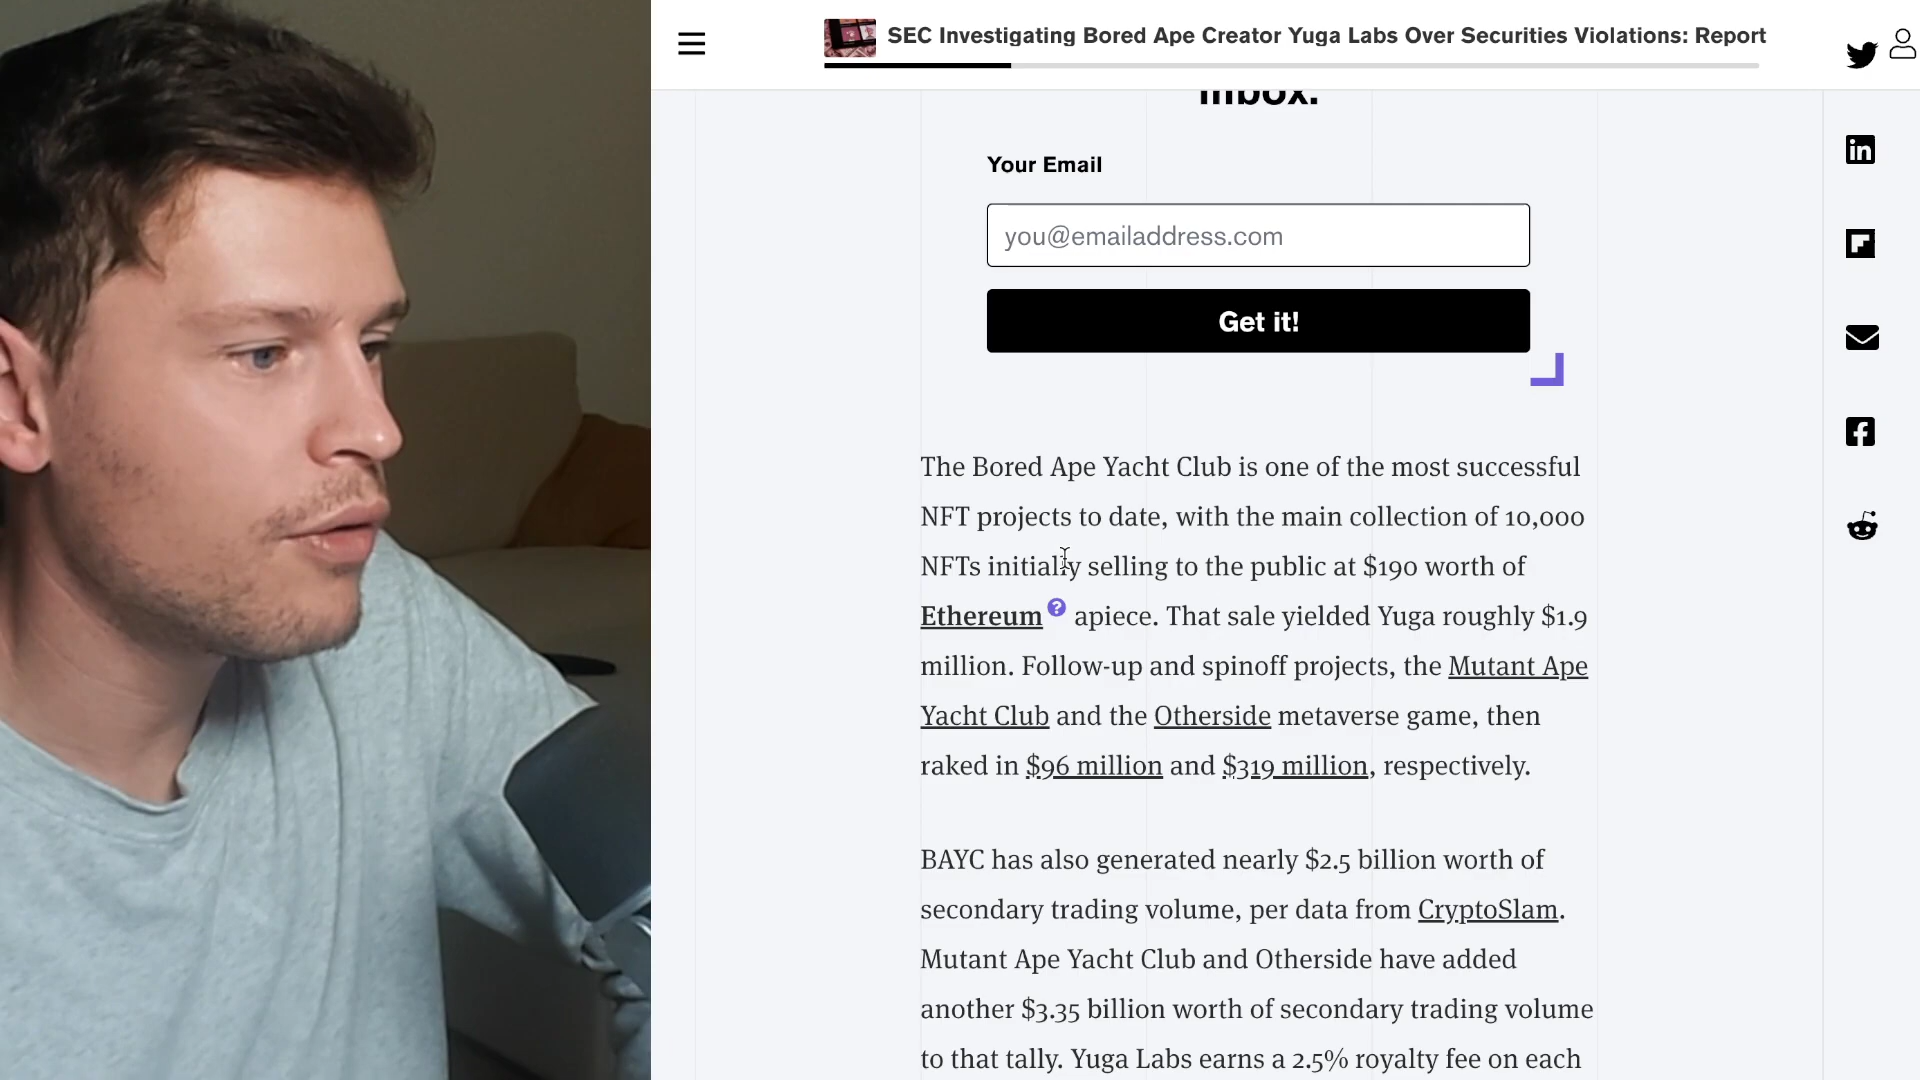 SEC Investigating Bored Ape Creator Yuga Labs Over Securities Violations: Report
inbox.
Your Email
you@emailaddress.com
Get it!
The Bored Ape Yacht Club is one of the most successful
NFT projects to date, with the main collection of 10,000
NFTs initially selling to the public at $190 worth of
Ethereum ? apiece. That sale yielded Yuga roughly $1.9
million. Follow-up and spinoff projects, the Mutant Ape
Yacht Club and the Otherside metaverse game, then
raked in $96 million and $319 million, respectively.
BAYC has also generated nearly $2.5 billion worth of
secondary trading volume, per data from CryptoSlam.
Mutant Ape Yacht Club and Otherside have added
another $3.35 billion worth of secondary trading volume
to that tally. Yuga Labs earns a 2.5% royalty fee on each